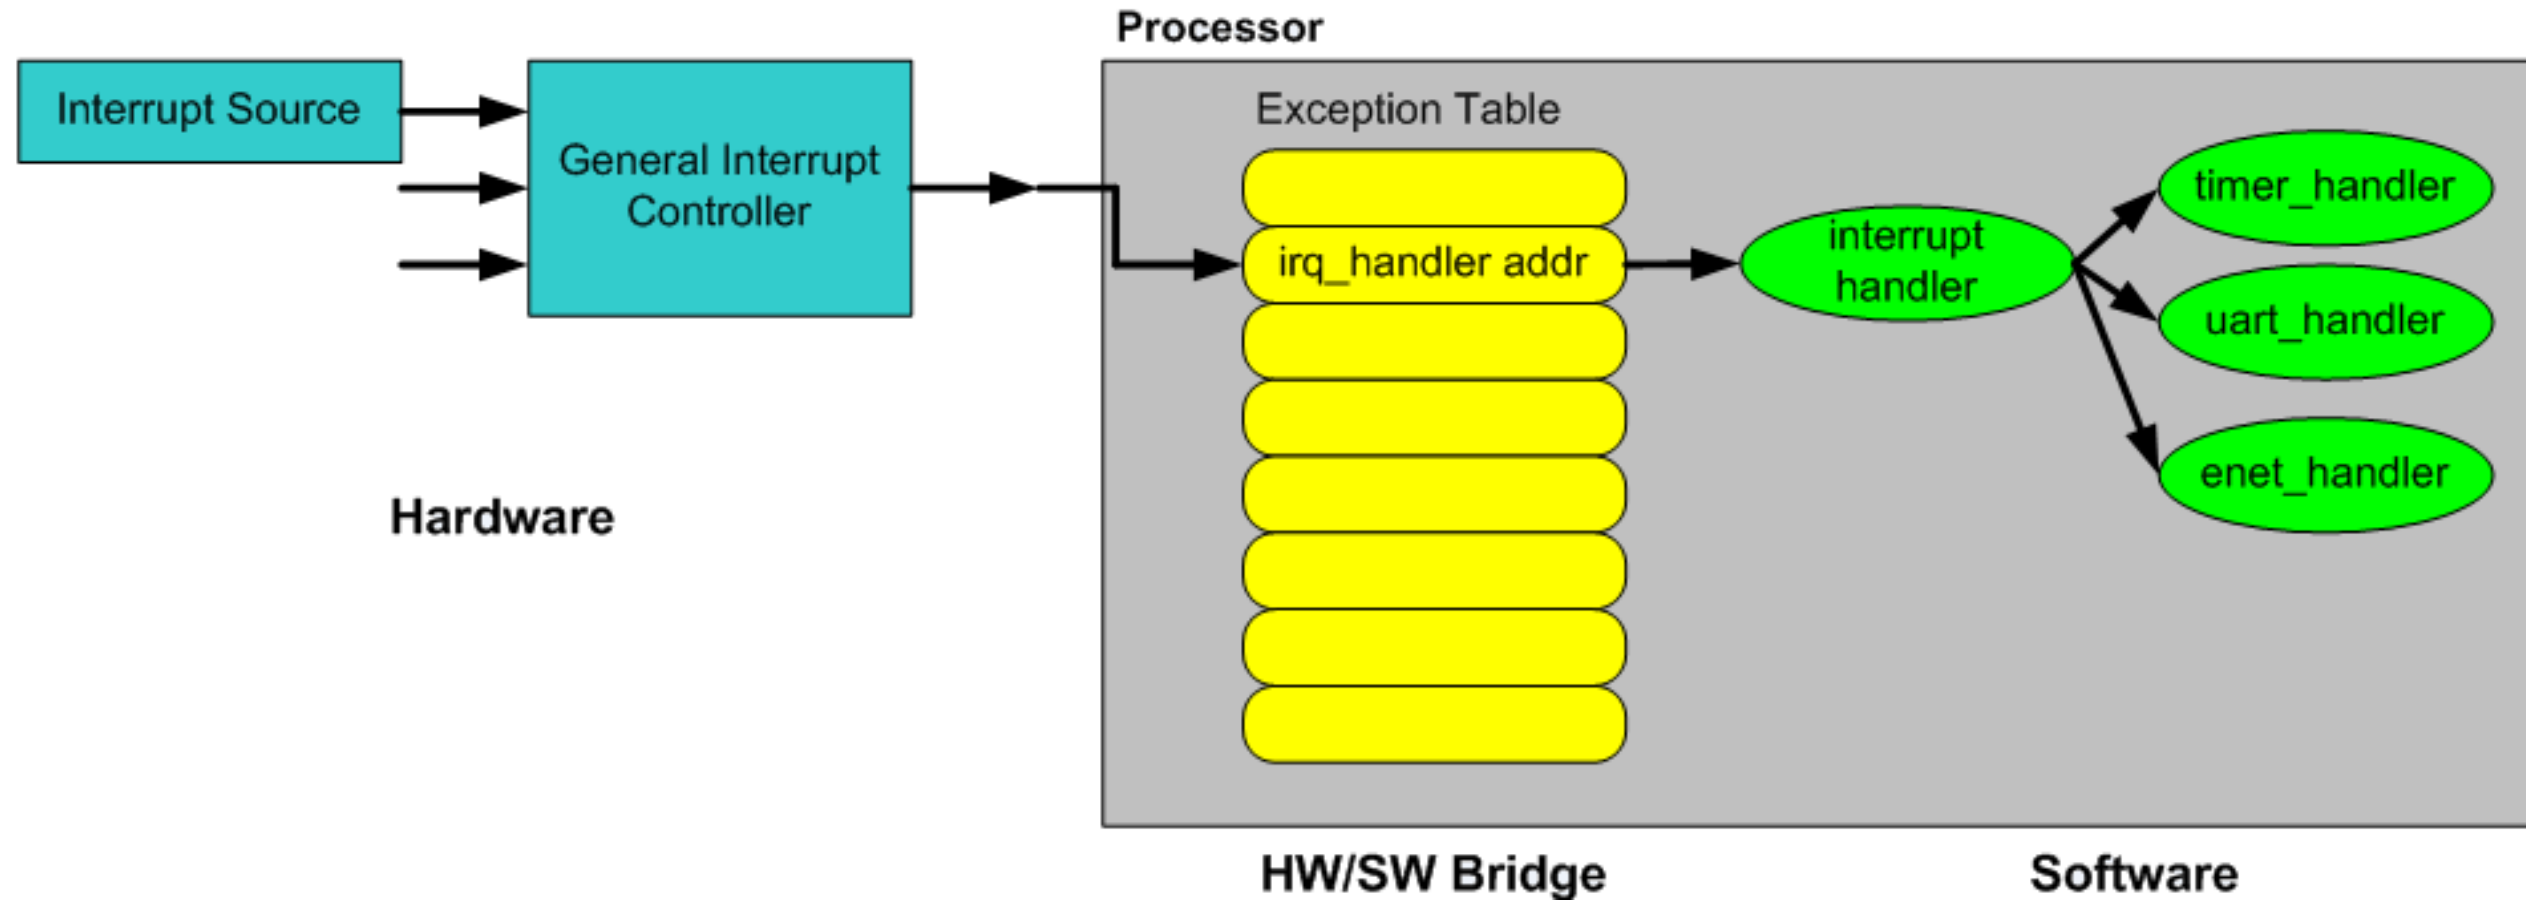 Processor
Interrupt Source
General Interrupt
Controller
Exception Table
irq_handler addr
interrupt
handler
timer_handler
uart_handler
enet_handler
Hardware
HW/SW Bridge
Software